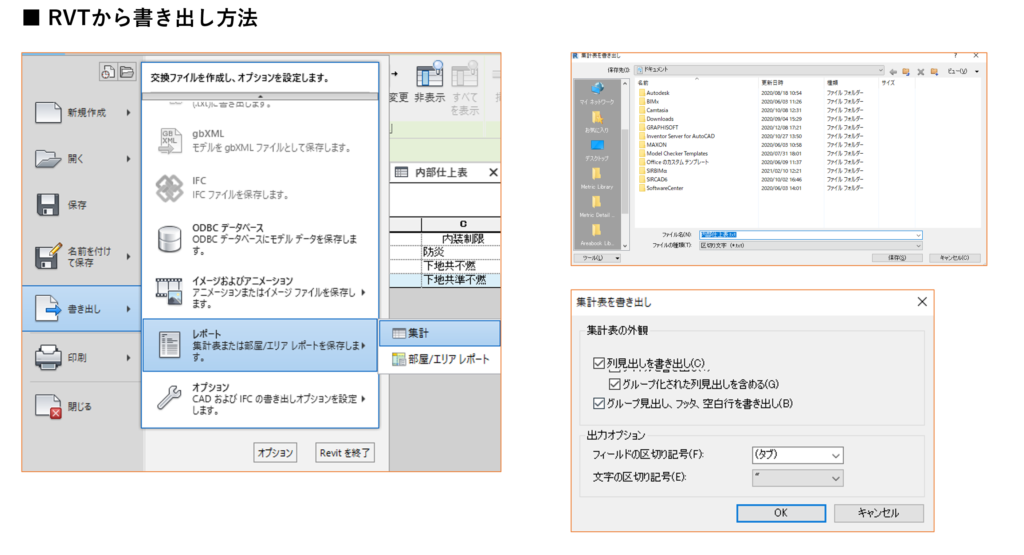 ■ RVTから書き出し方法
交換ファイルを作成し、オプションを設定します。
新規作成
開く
保存
名前を付け
て保存
書き出し
印刷
閉じる
gbXML
モデルを gbXML ファイルとして保存します。
IFC
IFC ファイルを保存します。
ODBC データベース
ODBC データベースにモデル データを保存しま
す。
イメージおよびアニメーション
アニメーションまたはイメージ ファイルを保存し
ます。
レポート
集計表または部屋/エリア レポートを保存しま
す。
オプション
CAD および IFC の書き出しオプションを設定
します。
集計
部屋/エリア レポート
オプション
Revit を終了
変更 非表示 すべて
を表示
内部仕上表
C
内装制限
防炎
下地共不燃
下地共準不燃
集計表を書き出し
保存先(I): ドキュメント
ビュー(V)
名前 更新日時 種類 サイズ
Autodesk 2020/08/18 10:54 ファイル フォルダー
BIMx 2020/06/03 11:26 ファイル フォルダー
Camtasia 2020/10/08 12:31 ファイル フォルダー
Downloads 2020/09/04 15:29 ファイル フォルダー
GRAPHISOFT 2020/12/08 17:21 ファイル フォルダー
Inventor Server for AutoCAD 2020/10/27 13:50 ファイル フォルダー
MAXON 2020/06/03 10:58 ファイル フォルダー
Model Checker Templates 2020/07/31 18:01 ファイル フォルダー
Office のカスタム テンプレート 2020/06/09 11:37 ファイル フォルダー
SIRBIMα 2021/02/10 12:21 ファイル フォルダー
SIRCAD6 2020/10/02 16:46 ファイル フォルダー
SoftwareCenter 2020/06/03 14:01 ファイル フォルダー
マイ ネットワーク
お気に入り
デスクトップ
Metric Library
Metric Detail ...
Areabook Lib...
ファイル名(N): 内部仕上表.txt
ファイルの種類(T): 区切り文字 (*.txt)
ツール(L)
保存(S)
キャンセル(C)
集計表を書き出し
集計表の外観
列見出しを書き出し(C)
グループ化された列見出しを含める(G)
グループ見出し、フッタ、空白行を書き出し(B)
出力オプション
フィールドの区切り記号(F): (タブ)
文字の区切り記号(E): "
OK
キャンセル